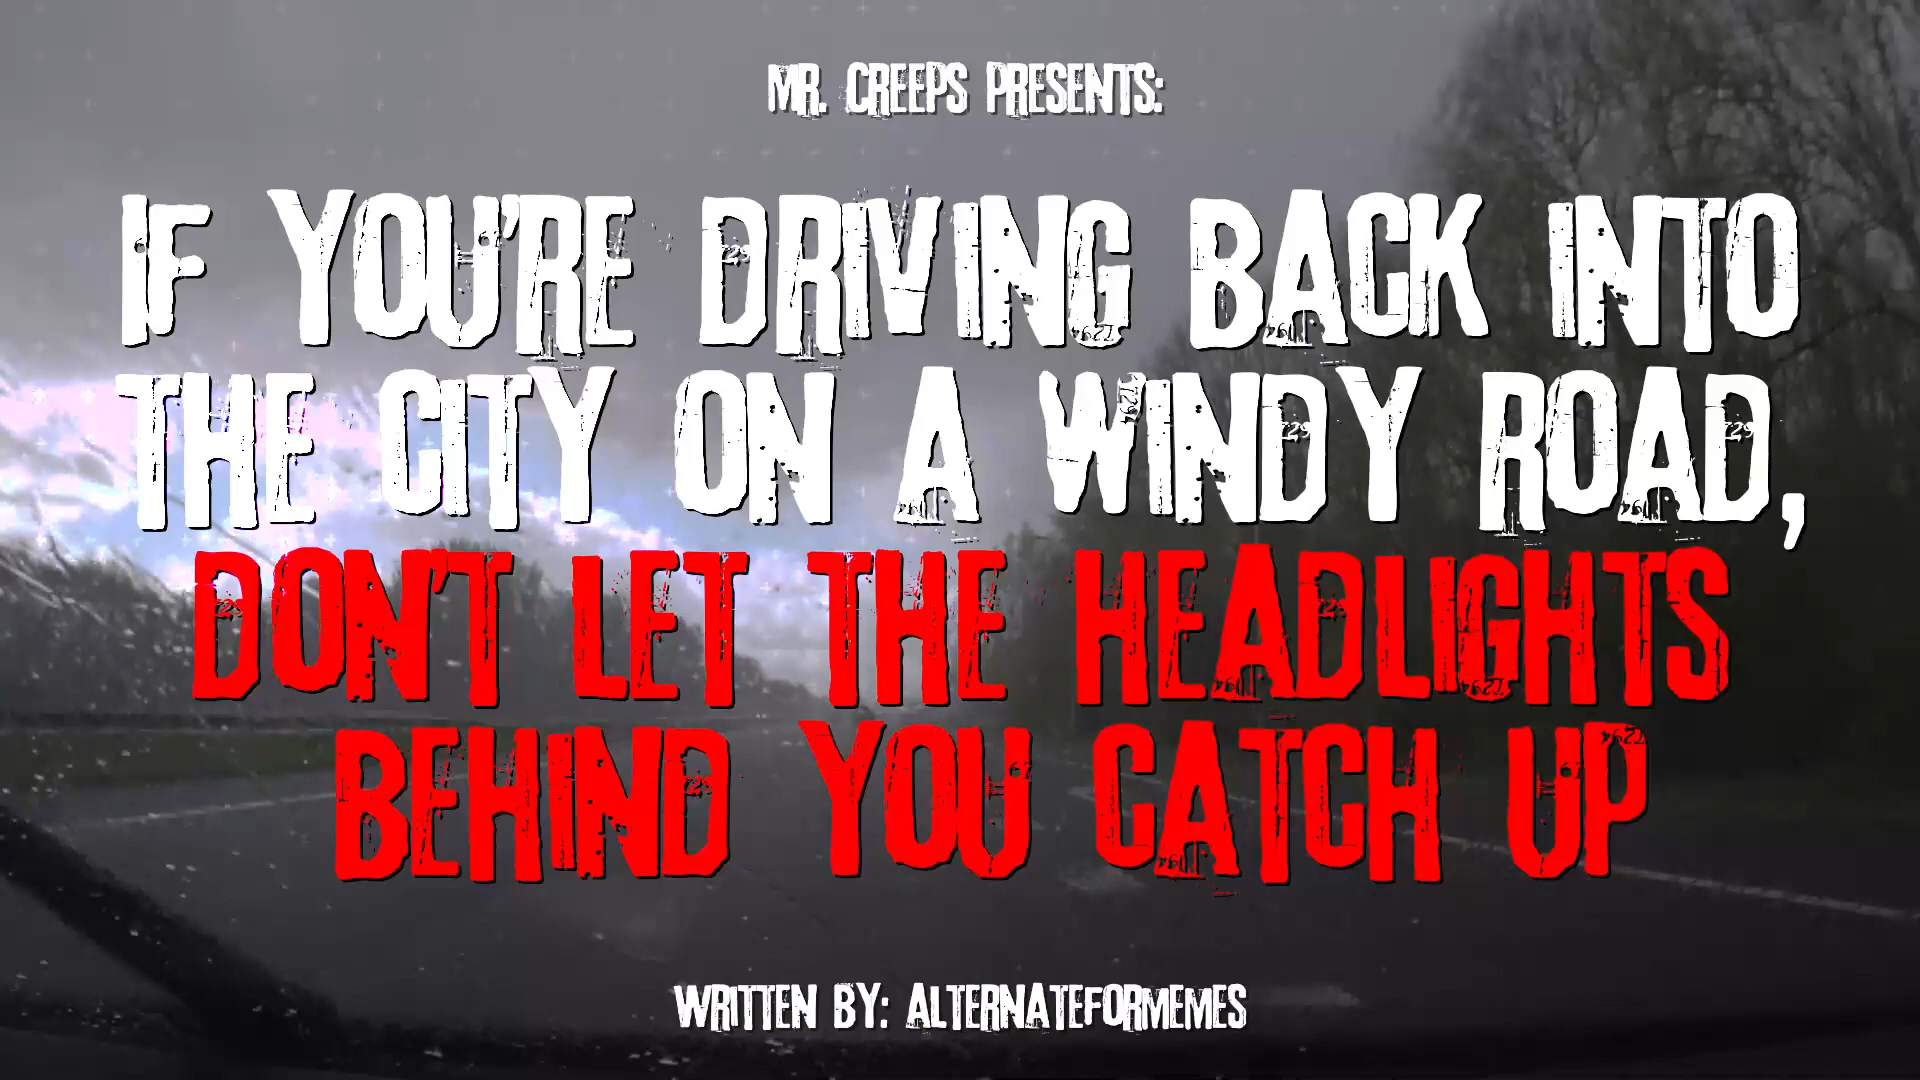 MR. CREEPS PRESENTS:
IF YOU'RE DRIVING BACK INTO
THE CITY ON A WINDY ROAD,
DON'T LET THE HEADLIGHTS
BEHIND YOU CATCH UP
WRITTEN BY: ALTERNATEFORMEMES